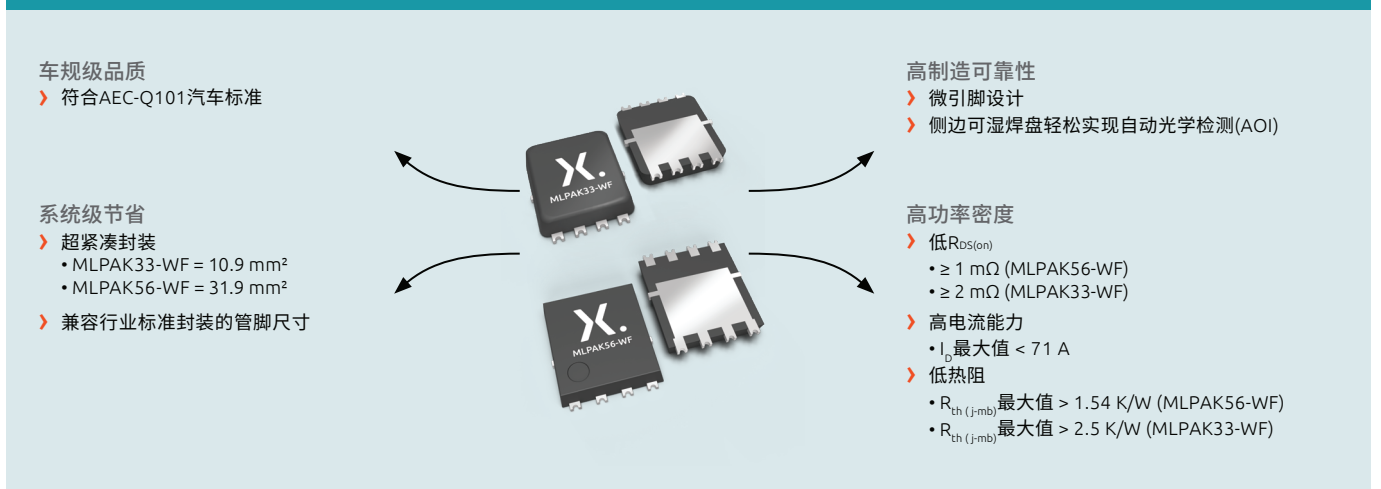 车规级品质
❯ 符合AEC-Q101汽车标准
系统级节省
❯ 超紧凑封装
• MLPAK33-WF = 10.9 mm²
• MLPAK56-WF = 31.9 mm²
❯ 兼容行业标准封装的管脚尺寸
X.
MLPAK33-WF
X.
MLPAK56-WF
高制造可靠性
❯ 微引脚设计
❯ 侧边可湿焊盘轻松实现自动光学检测(AOI)
高功率密度
❯ 低RDS(on)
• ≥ 1 mΩ (MLPAK56-WF)
• ≥ 2 mΩ (MLPAK33-WF)
❯ 高电流能力
• ID最大值 < 71 A
❯ 低热阻
• Rth (j-mb)最大值 > 1.54 K/W (MLPAK56-WF)
• Rth (j-mb)最大值 > 2.5 K/W (MLPAK33-WF)